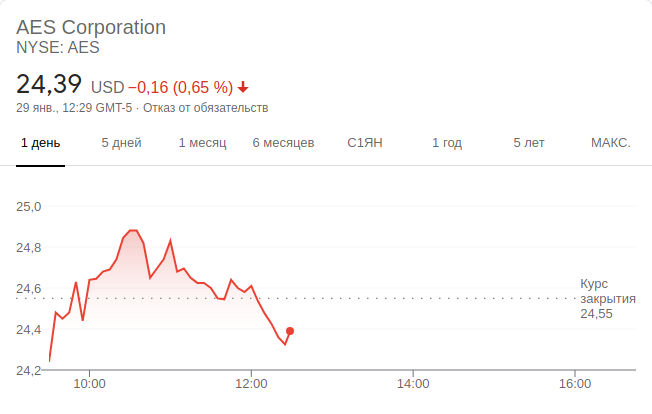 AES Corporation
NYSE: AES
24,39 USD −0,16 (0,65 %)
29 янв., 12:29 GMT-5 · Отказ от обязательств
1 день 5 дней 1 месяц 6 месяцев С1ЯН 1 год 5 лет МАКС.
25,0
24,8
24,6
24,4
24,2
Курс
закрытия
24,55
10:00 12:00 14:00 16:00